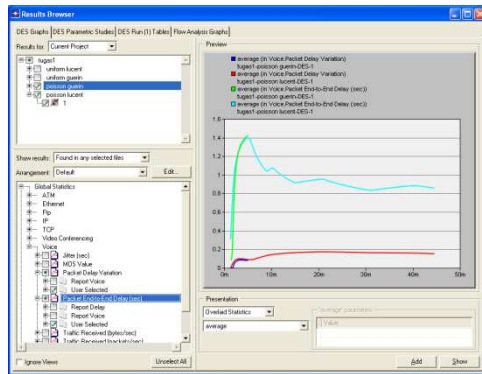 Results Browser
DES Graphs
DES Parametric Studies
DES Run (1) Tables
Flow Analysis Graphs
Results for:
Current Project
tugas1
uniform lucent
uniform guerin
poisson guerin
poisson lucent
1
Show results:
Found in any selected files
Arrangement:
Default
Edit...
Global Statistics
ATM
Ethernet
Ftp
IP
TCP
Video Conferencing
Voice
Jitter (sec)
MOS Value
Packet Delay Variation
Report Voice
User Selected
Packet End-to-End Delay (sec)
Report Delay
Report Voice
User Selected
Traffic Received (bytes/sec)
Traffic Received (packets/sec)
Ignore Views
Unselect All
Preview
average (in Voice.Packet Delay Variation)
tugas1-poisson guerin-DES-1
average (in Voice.Packet Delay Variation)
tugas1-poisson lucent-DES-1
average (in Voice.Packet End-to-End Delay (sec))
tugas1-poisson guerin-DES-1
average (in Voice.Packet End-to-End Delay (sec))
tugas1-poisson lucent-DES-1
1.6
1.4
1.2
1
0.8
0.6
0.4
0.2
0
0m
10m
20m
30m
40m
50m
Presentation
Overlaid Statistics
average
'average' parameters
Value
Add
Show